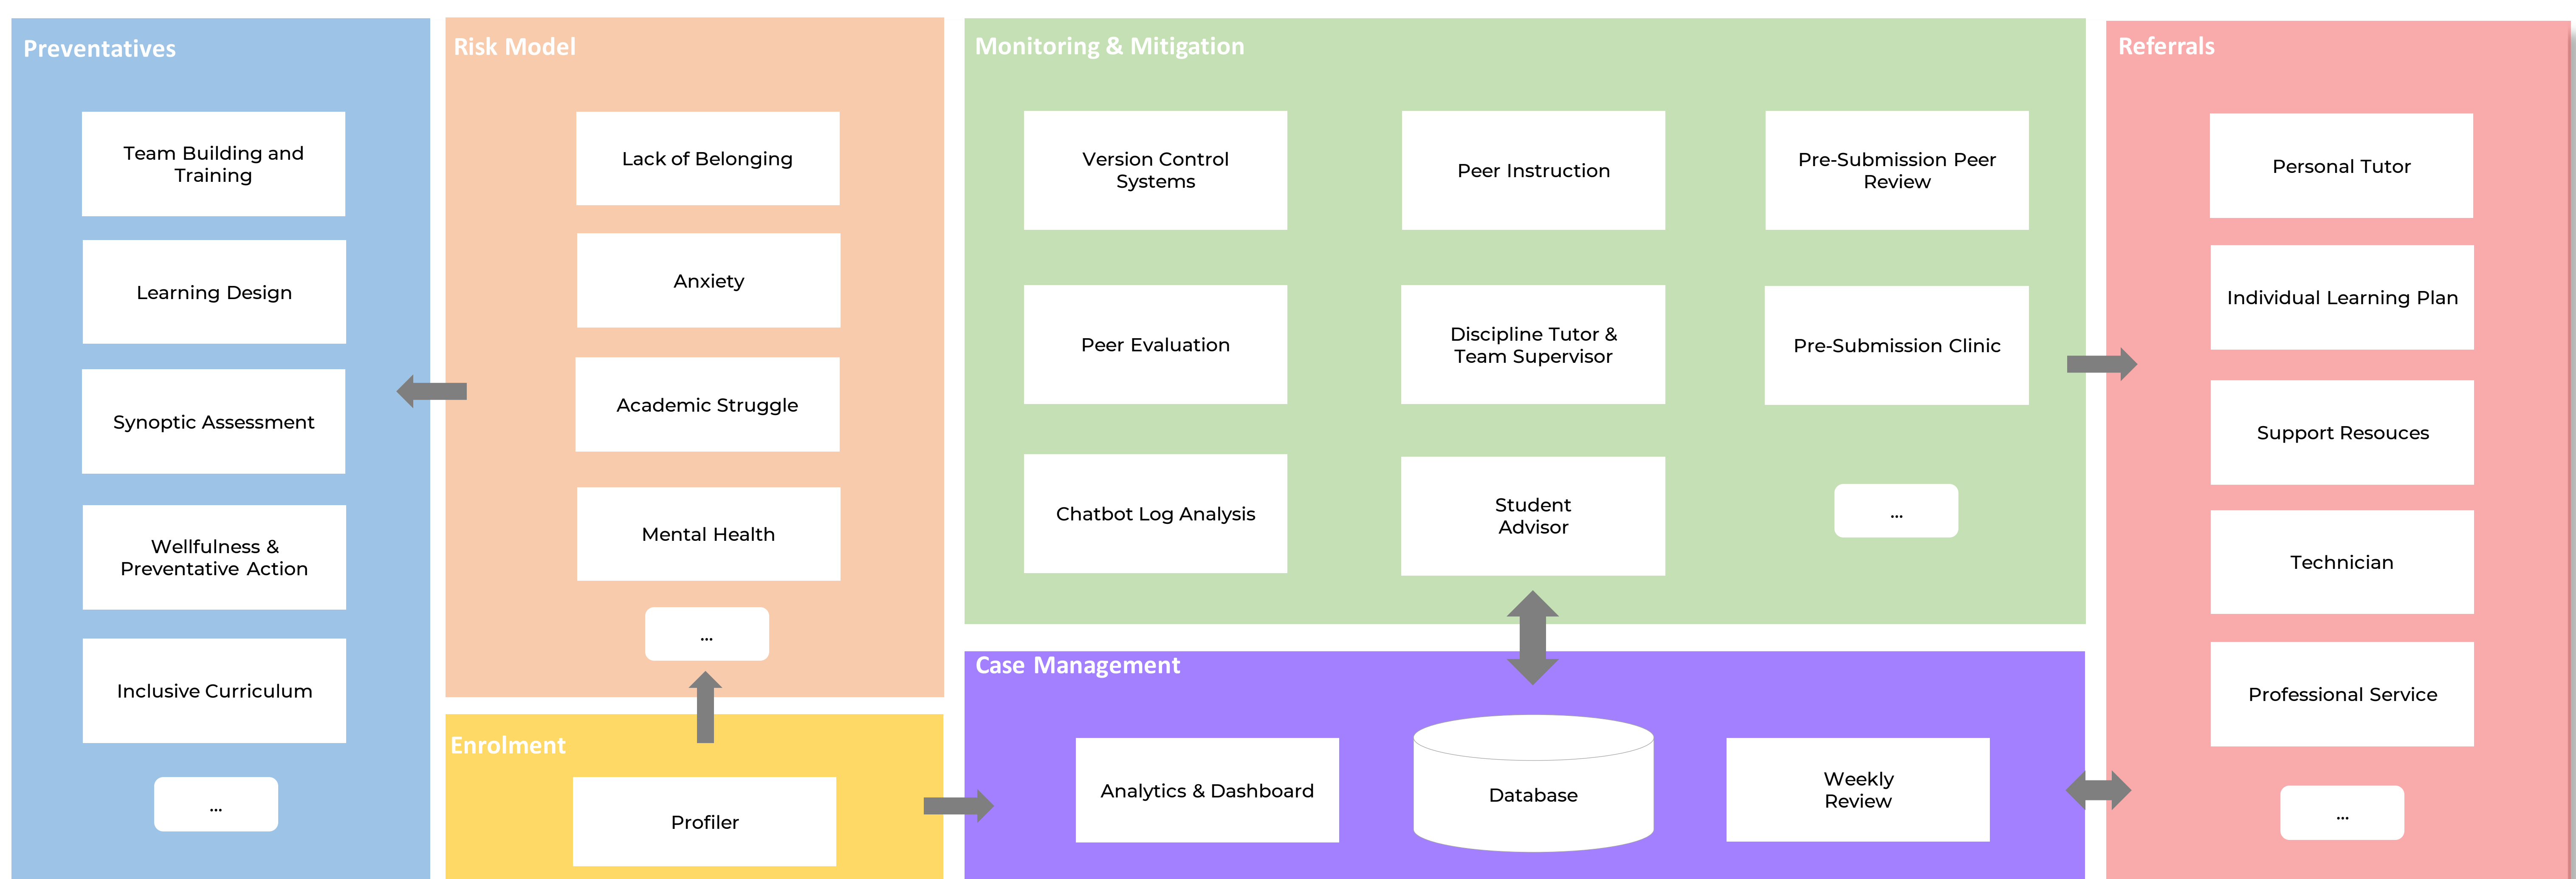 Preventatives
Team Building and
Training
Learning Design
Synoptic Assessment
Wellfulness &
Preventative Action
Inclusive Curriculum
...
Risk Model
Lack of Belonging
Anxiety
Academic Struggle
Mental Health
...
Enrolment
Profiler
Monitoring & Mitigation
Version Control
Systems
Peer Instruction
Pre-Submission Peer
Review
Peer Evaluation
Discipline Tutor &
Team Supervisor
Pre-Submission Clinic
Chatbot Log Analysis
Student
Advisor
...
Case Management
Analytics & Dashboard
Database
Weekly
Review
Referrals
Personal Tutor
Individual Learning Plan
Support Resouces
Technician
Professional Service
...